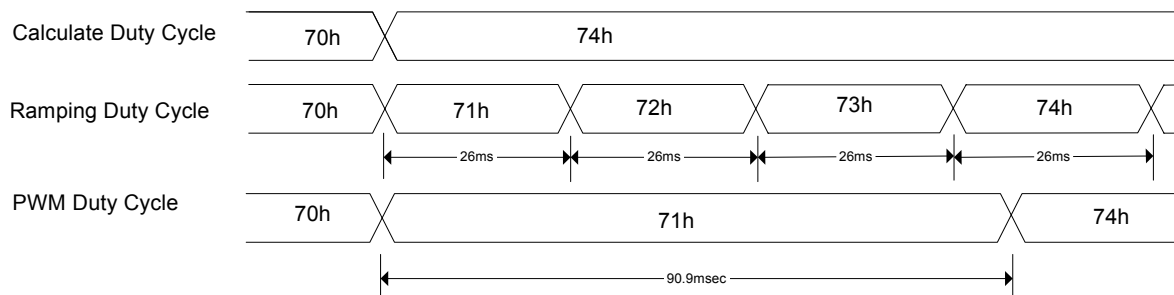 Calculate Duty Cycle 70h 74h
Ramping Duty Cycle 70h 71h 72h 73h 74h
26ms 26ms 26ms 26ms
PWM Duty Cycle 70h 71h 74h
90.9msec